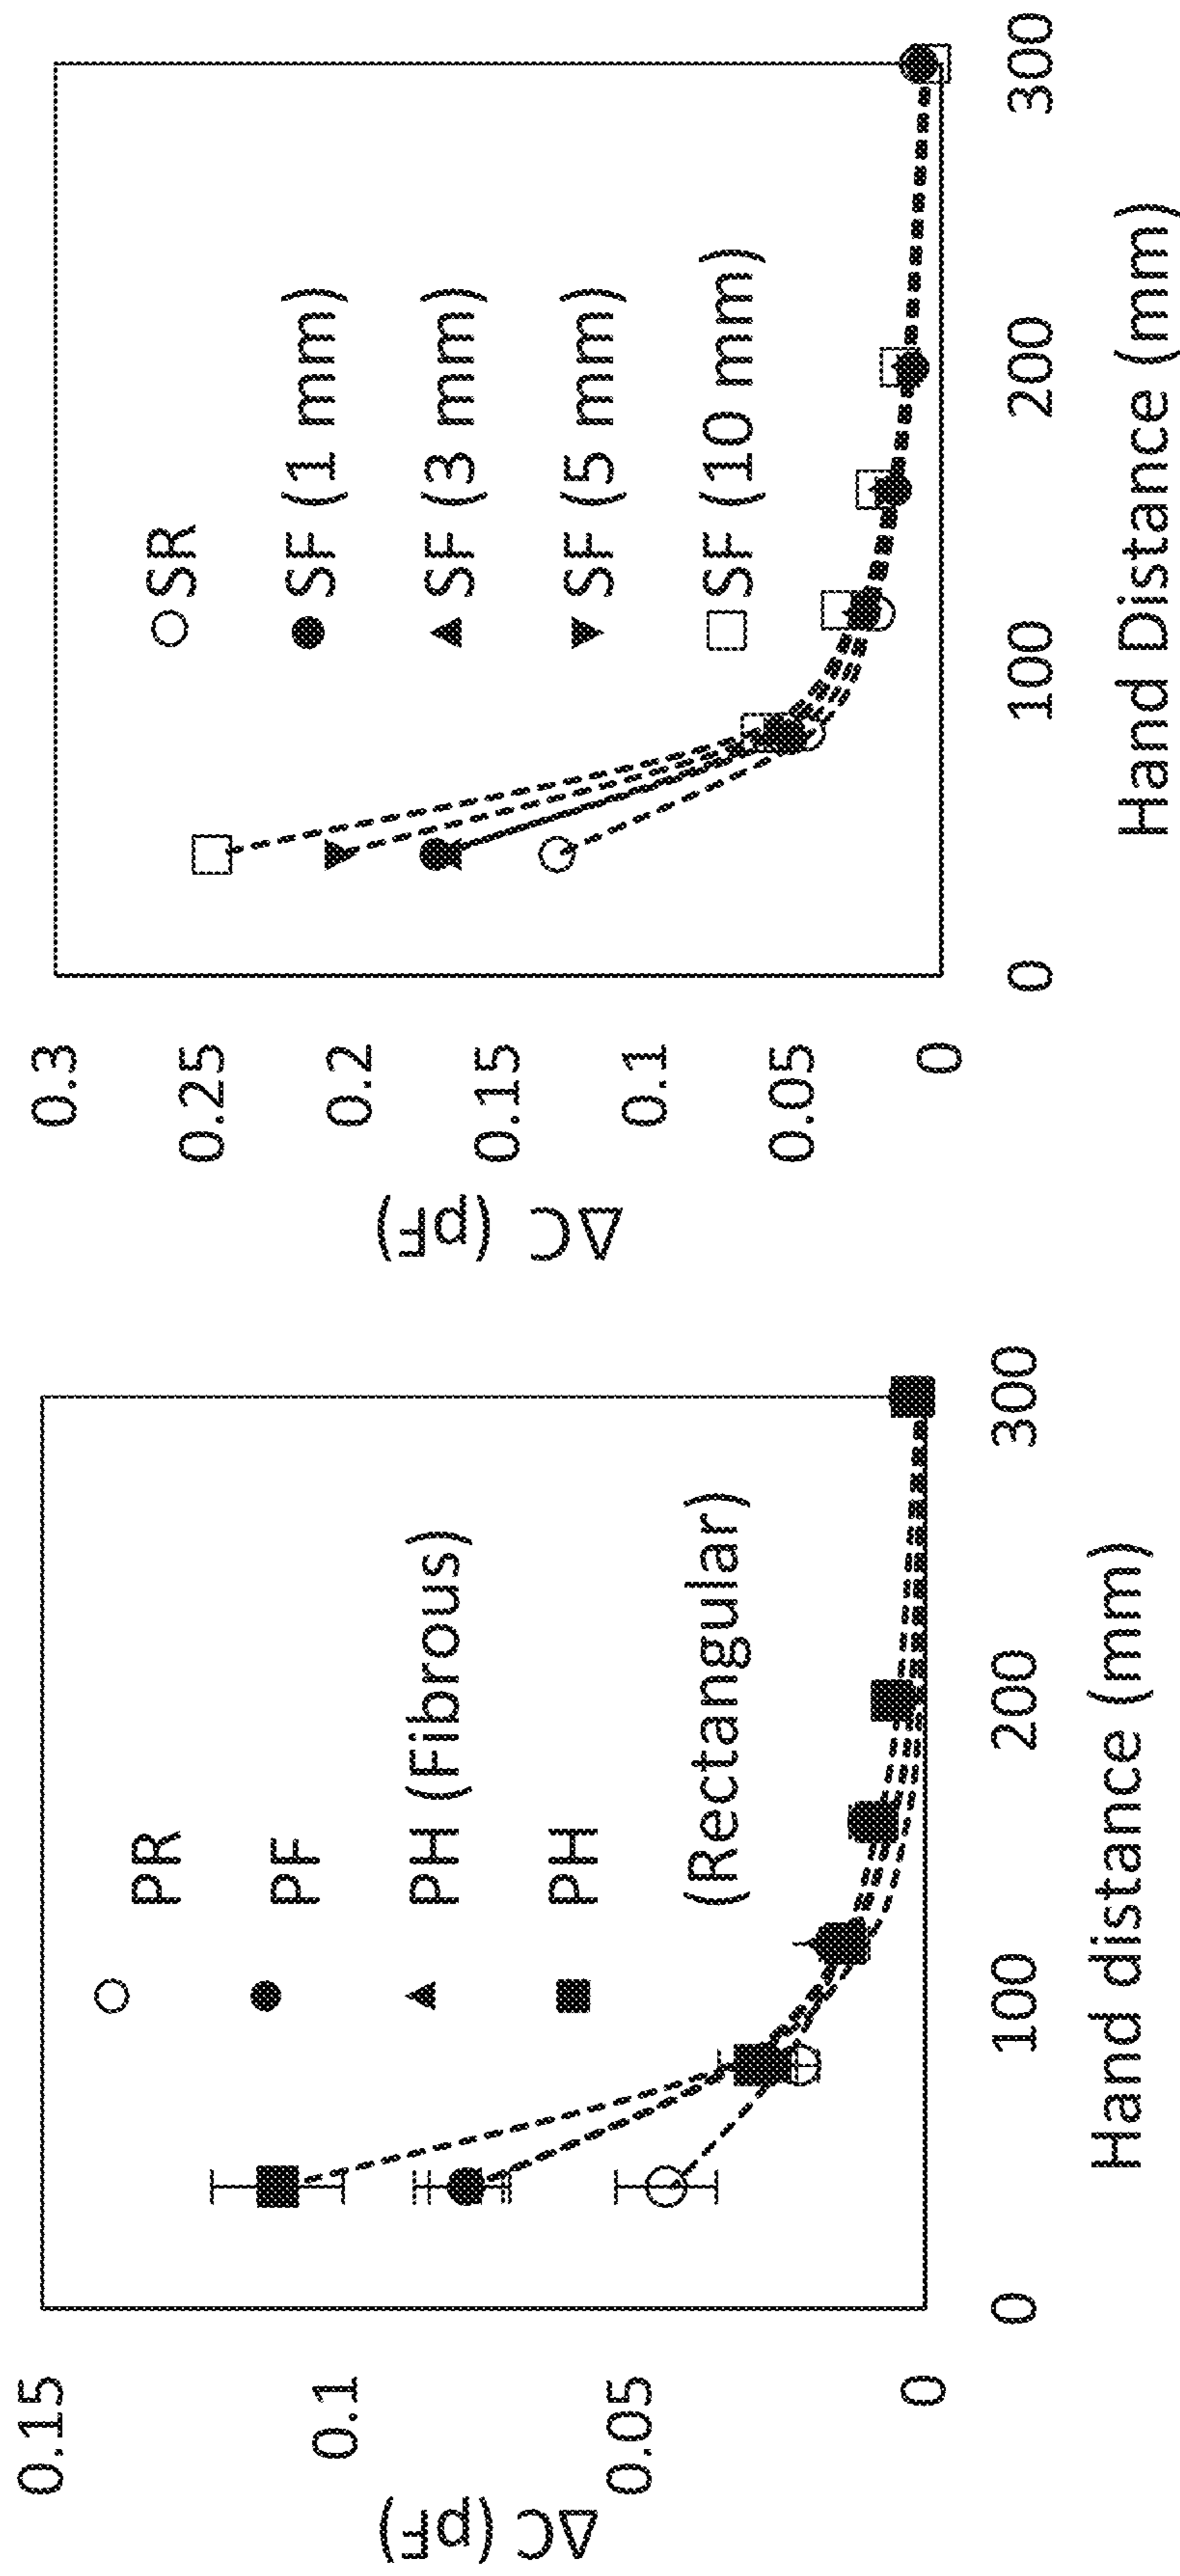 0.15
0.1
0.05
0
ΔC (pF)
PR
PF
PH (Fibrous)
PH
(Rectangular)
0
100
200
300
Hand distance (mm)
0.3
0.25
0.2
0.15
0.1
0.05
0
ΔC (pF)
SR
SF (1 mm)
SF (3 mm)
SF (5 mm)
SF (10 mm)
0
100
200
300
Hand Distance (mm)